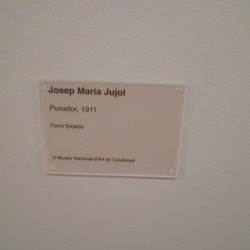 Josep Maria Jujol
Puxador, 1911
Ferro forjado
© Museu Nacional d'Art de Catalunya